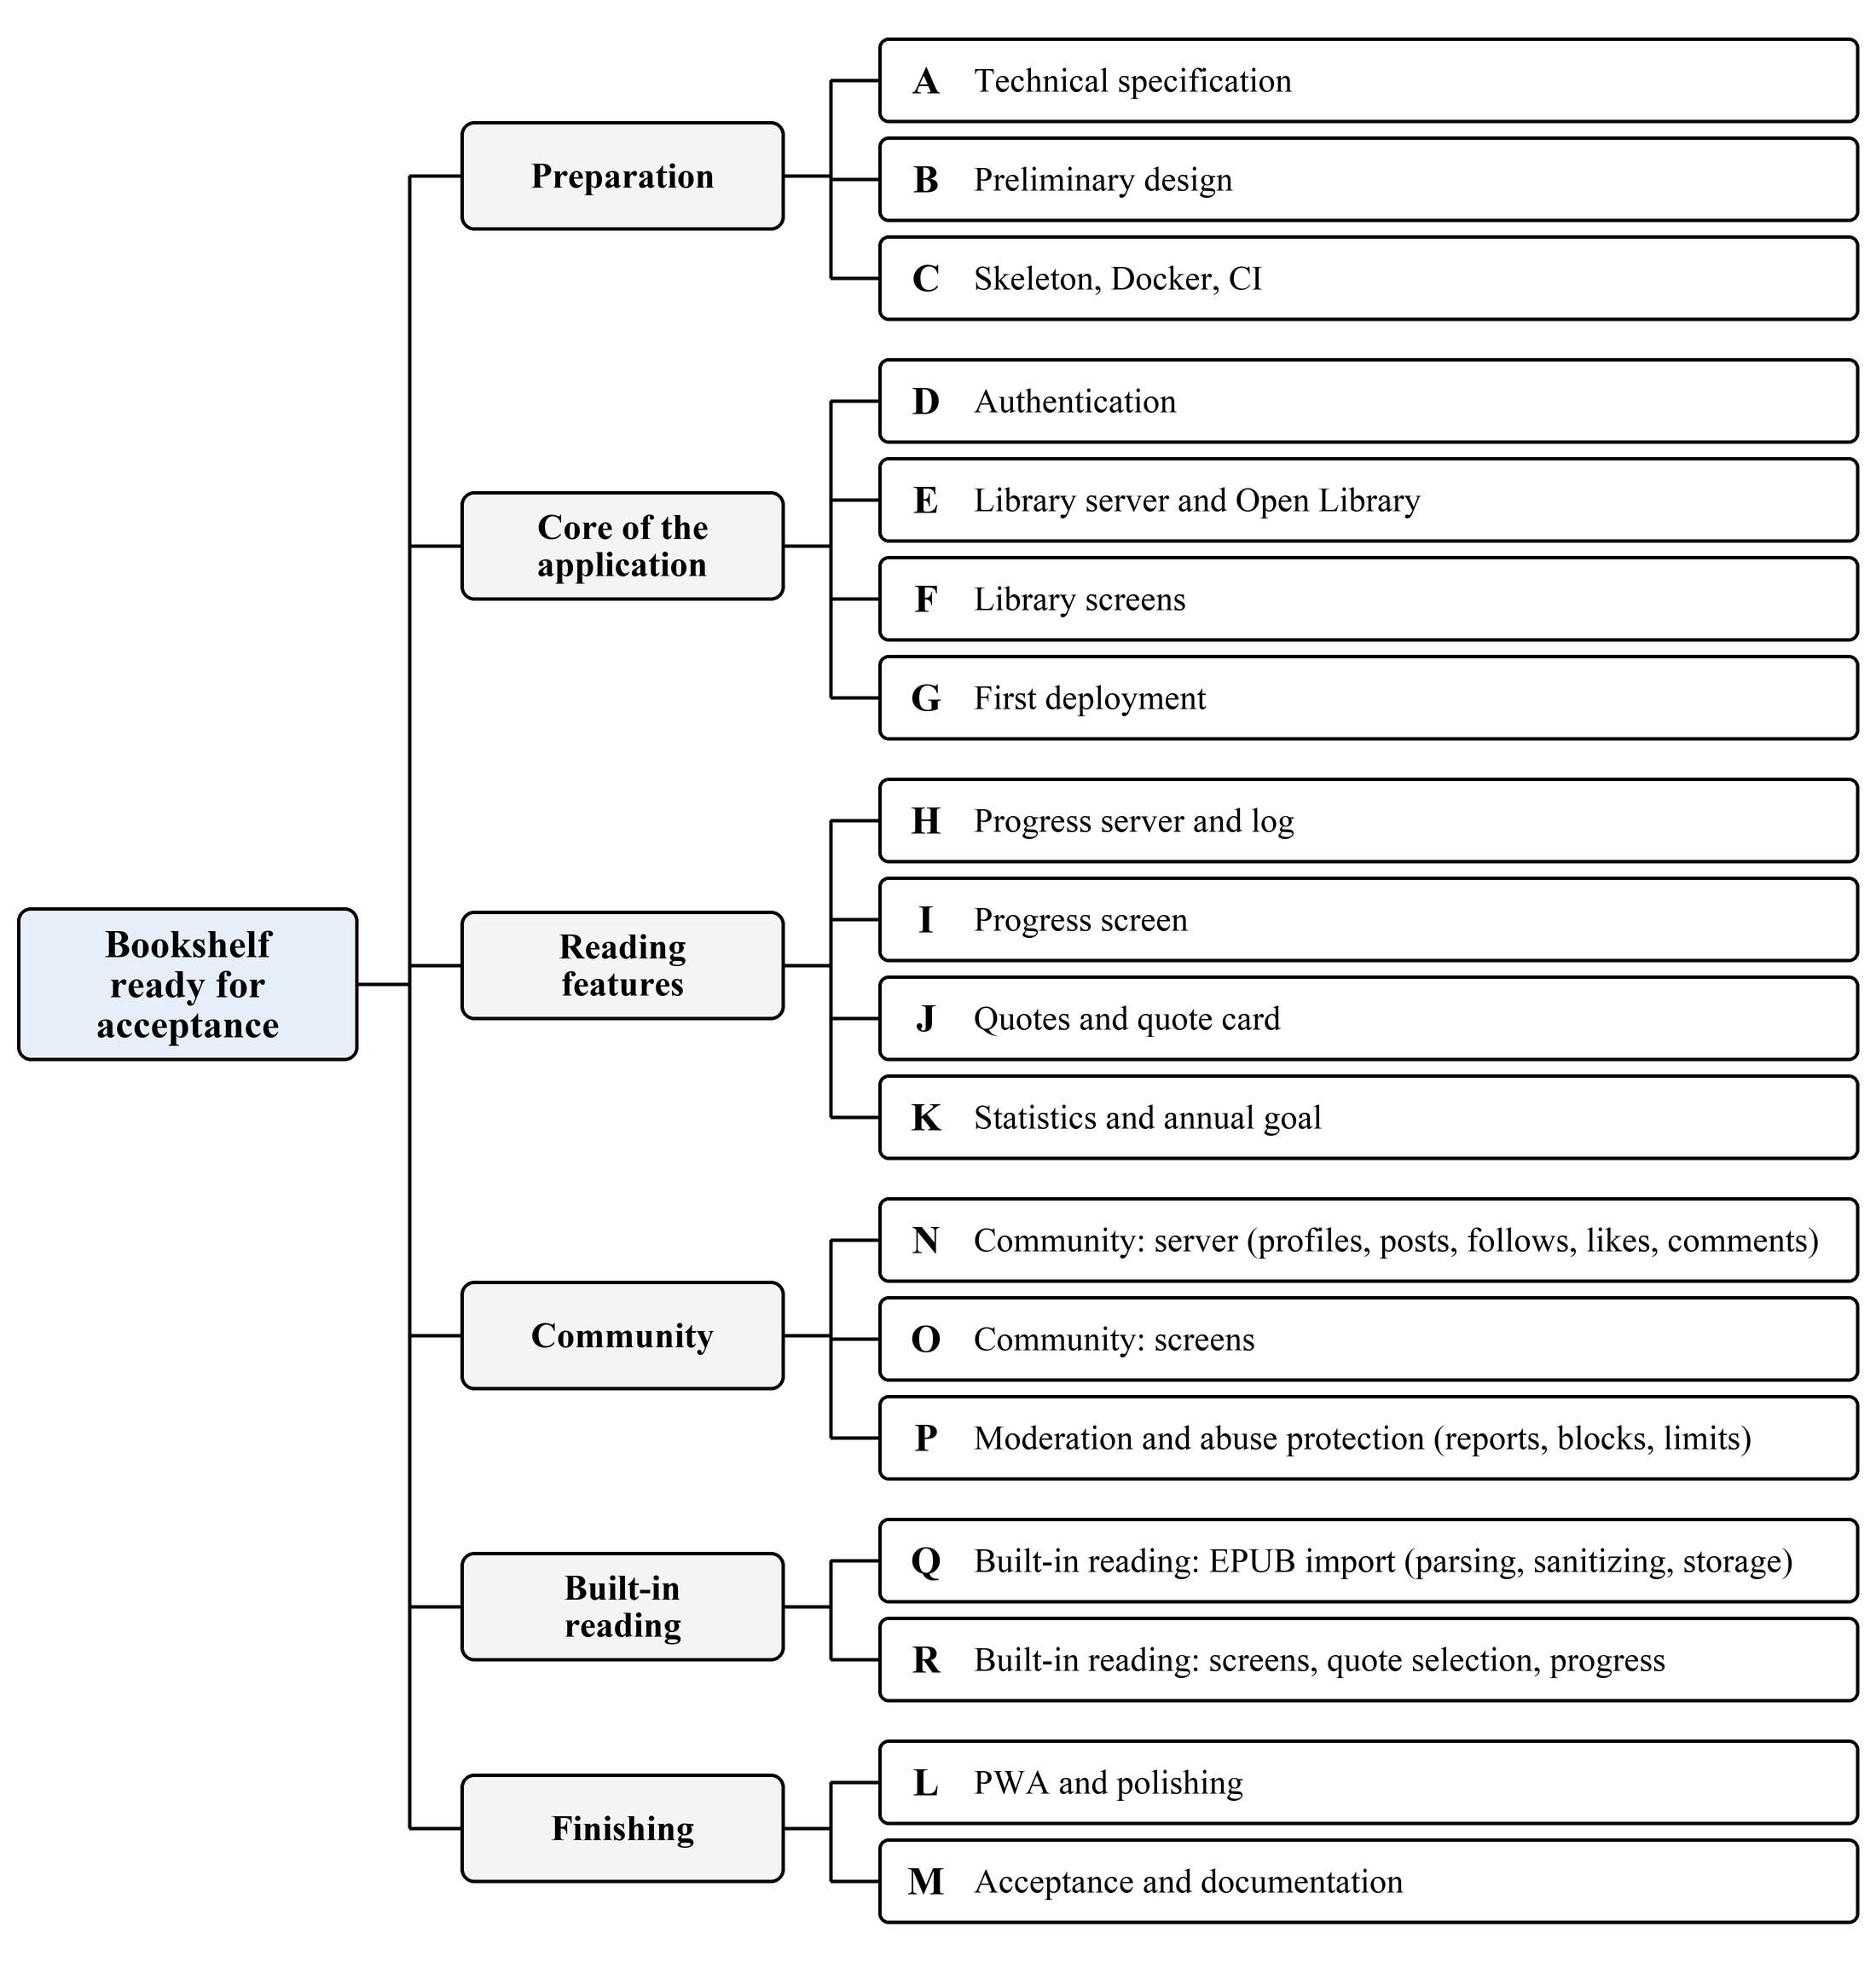 Bookshelf
ready for
acceptance
Preparation
A Technical specification
B Preliminary design
C Skeleton, Docker, CI
Core of the
application
D Authentication
E Library server and Open Library
F Library screens
G First deployment
Reading
features
H Progress server and log
I Progress screen
J Quotes and quote card
K Statistics and annual goal
Community
N Community: server (profiles, posts, follows, likes, comments)
O Community: screens
P Moderation and abuse protection (reports, blocks, limits)
Built-in
reading
Q Built-in reading: EPUB import (parsing, sanitizing, storage)
R Built-in reading: screens, quote selection, progress
Finishing
L PWA and polishing
M Acceptance and documentation